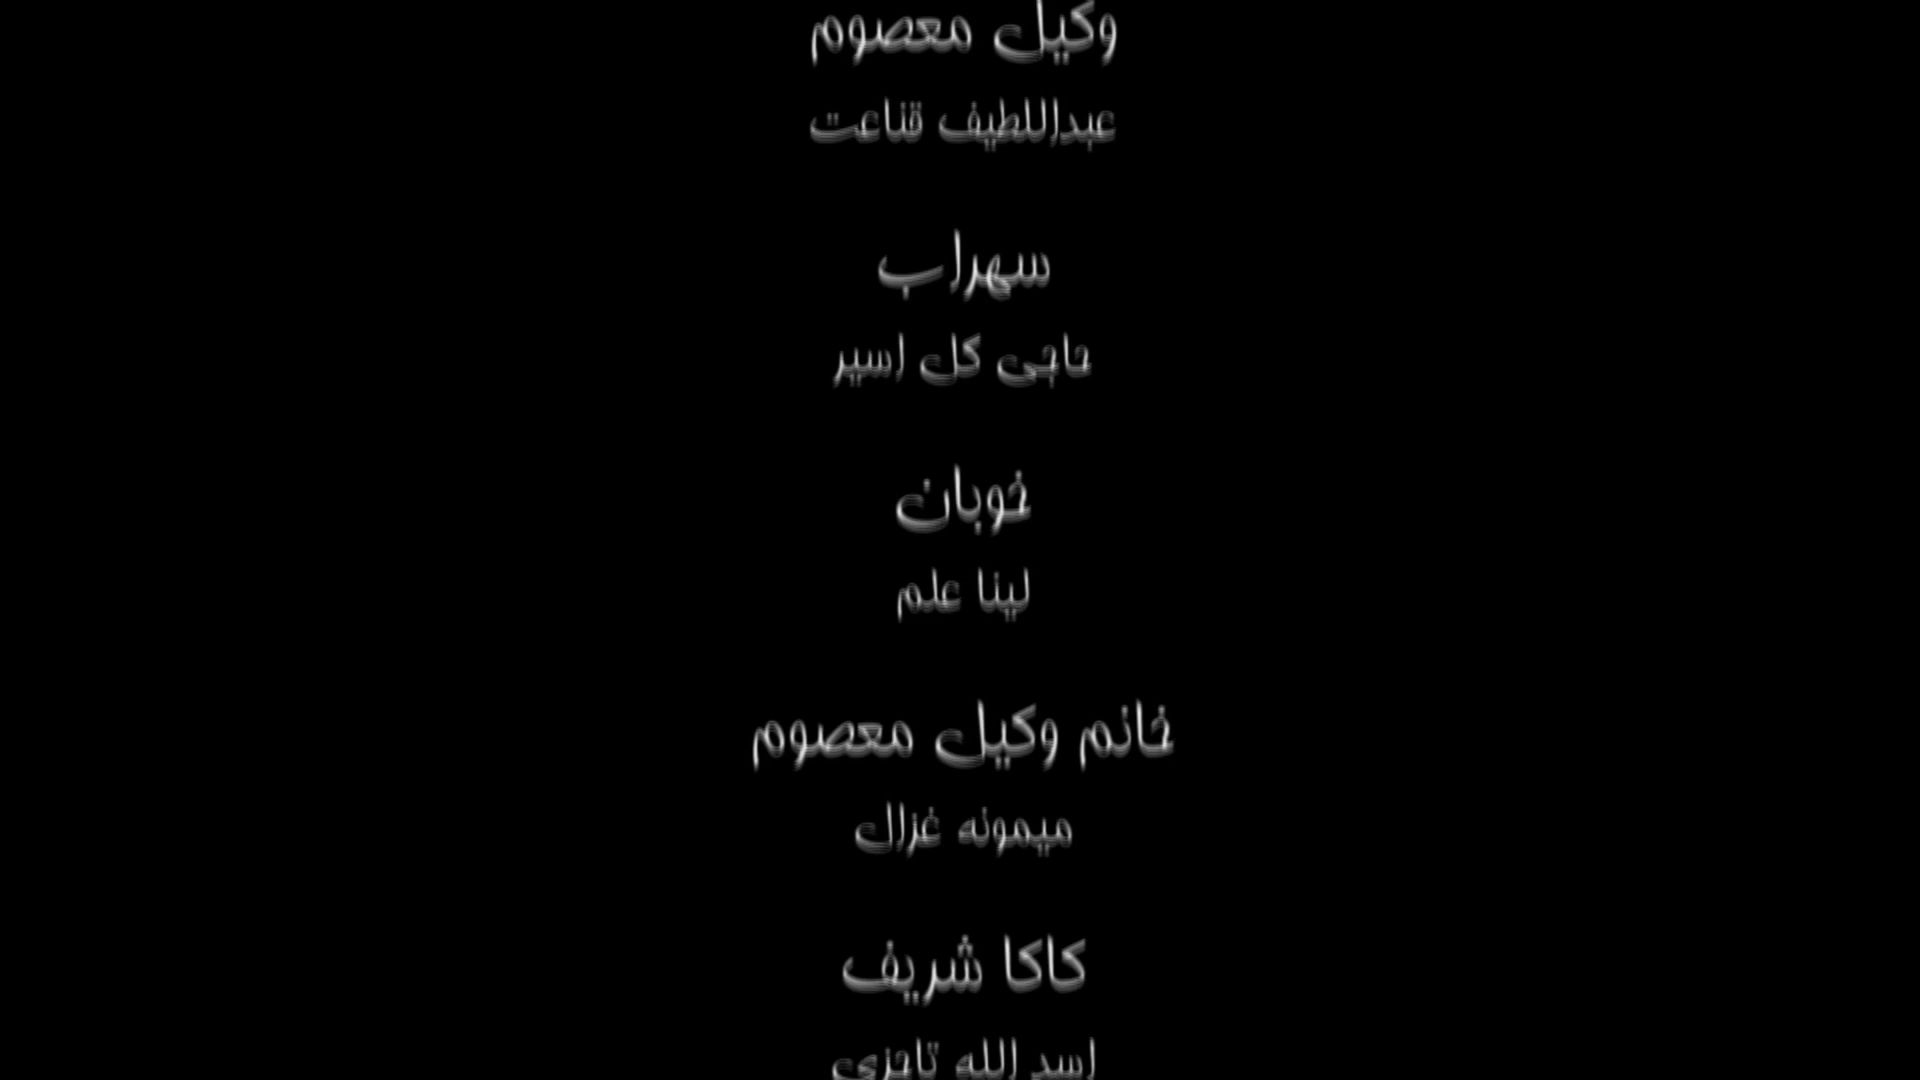 وکیل معصوم
عبداللطیف قناعت
سهراب
حاجی گل اسیر
خوبان
لینا علم
خانم وکیل معصوم
میمونه غزال
کاکا شریف
اسد الله تاجزی